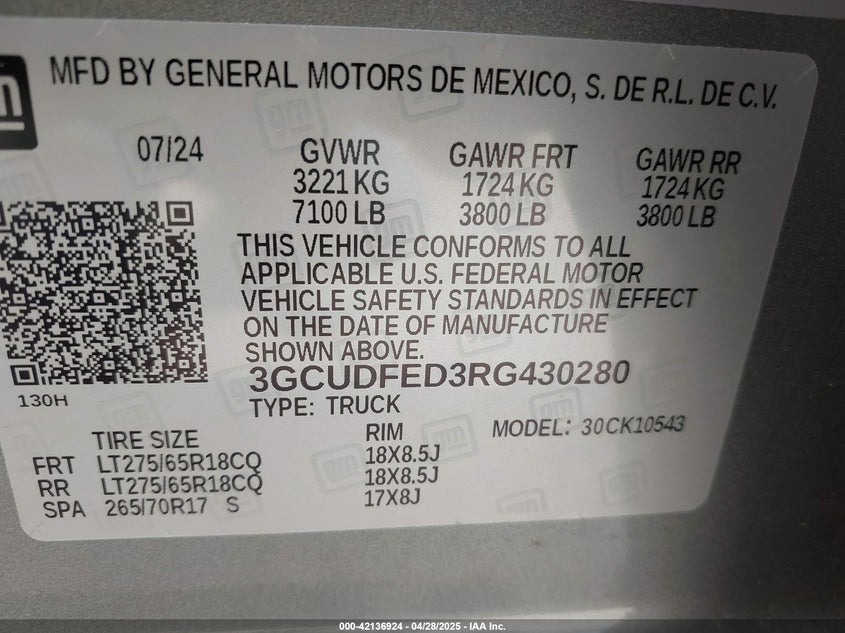 gm
MFD BY GENERAL MOTORS DE MEXICO, S. DE R.L. DE C.V.
07/24 GVWR GAWR FRT GAWR RR
3221 KG 1724 KG 1724 KG
7100 LB 3800 LB 3800 LB
THIS VEHICLE CONFORMS TO ALL
APPLICABLE U.S. FEDERAL MOTOR
VEHICLE SAFETY STANDARDS IN EFFECT
ON THE DATE OF MANUFACTURE
SHOWN ABOVE.
3GCUDFED3RG430280
130H
TYPE: TRUCK
TIRE SIZE RIM MODEL: 30CK10543
FRT LT275/65R18CQ 18X8.5J
RR LT275/65R18CQ 18X8.5J
SPA 265/70R17 S 17X8J
000-42136924 / 04/28/2025 - IAA Inc.